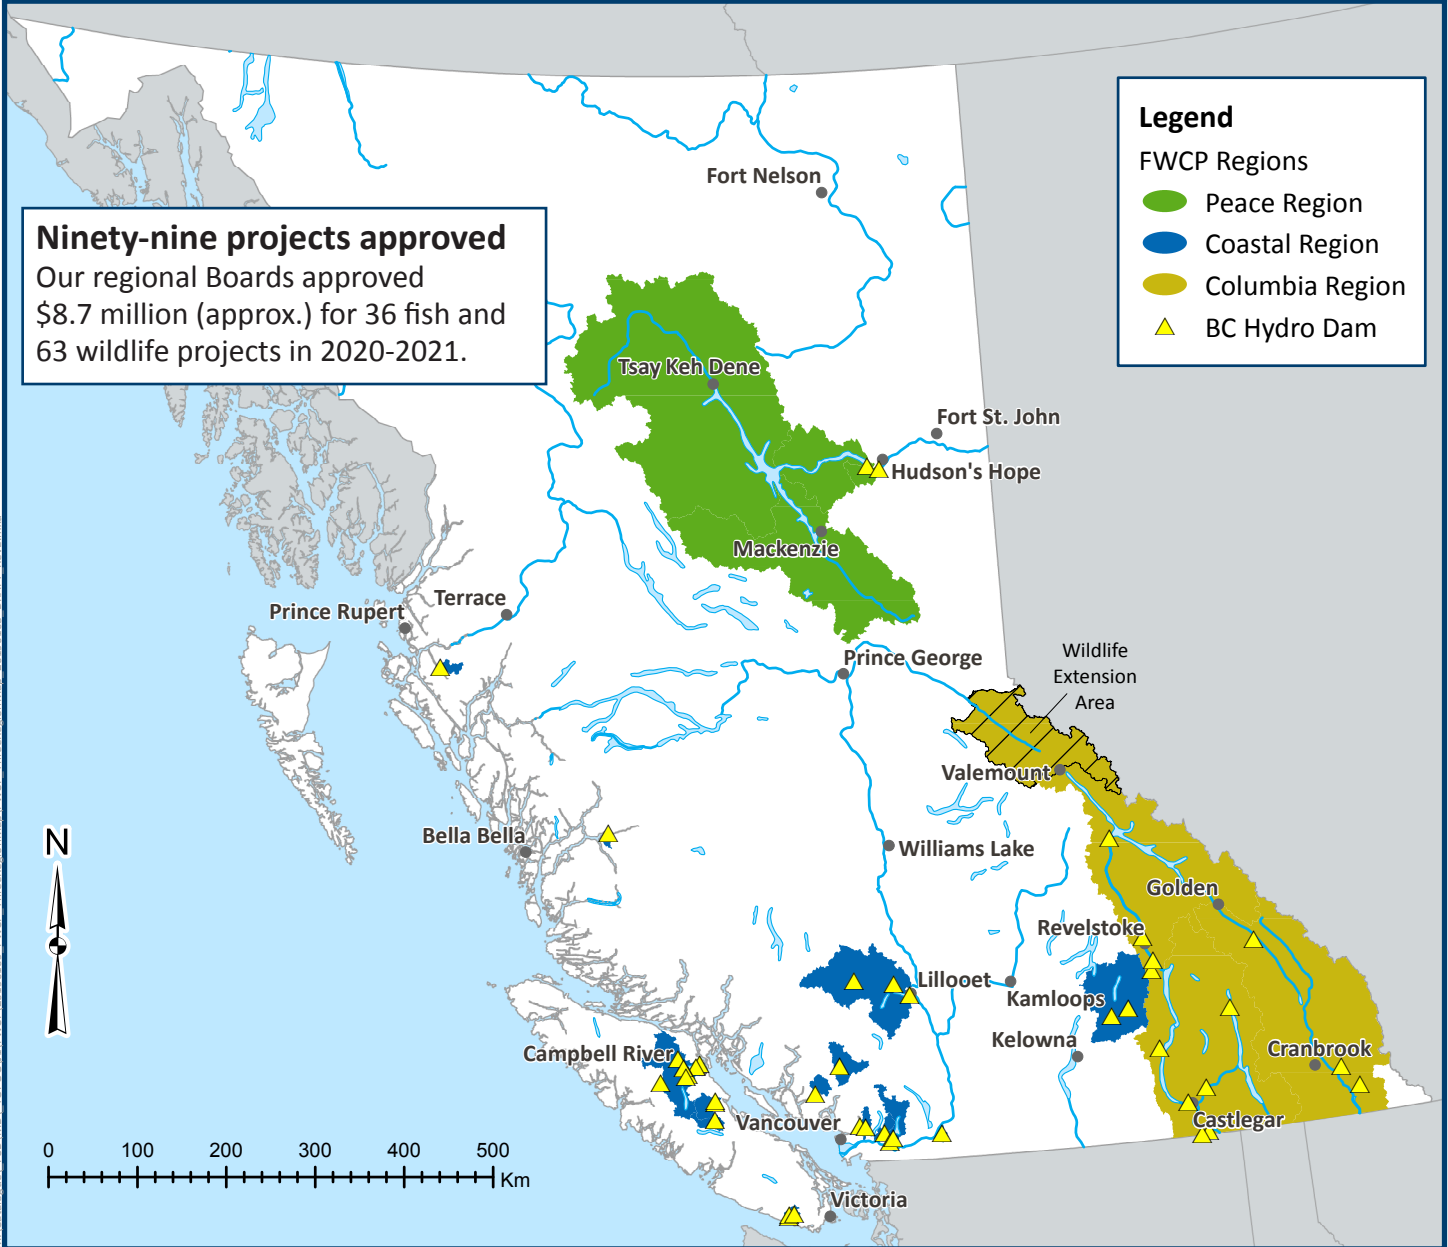 Legend
FWCP Regions
Peace Region
Coastal Region
Columbia Region
BC Hydro Dam
Ninety-nine projects approved
Our regional Boards approved
$8.7 million (approx.) for 36 fish and
63 wildlife projects in 2020-2021.
Fort Nelson
Tsay Keh Dene
Fort St. John
Hudson's Hope
Mackenzie
Terrace
Prince Rupert
Prince George
Wildlife
Extension
Area
Valemount
Bella Bella
Williams Lake
Golden
Revelstoke
Lillooet
Kamloops
Kelowna
Campbell River
Cranbrook
Vancouver
Castlegar
Victoria
N
0 100 200 300 400 500
Km